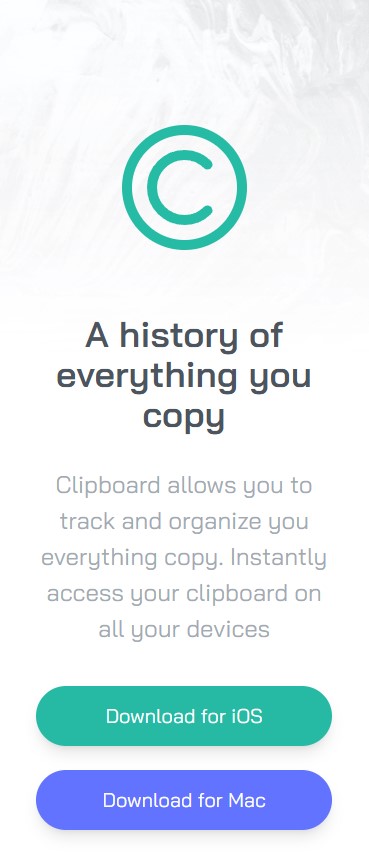 A history of
everything you
copy
Clipboard allows you to
track and organize you
everything copy. Instantly
access your clipboard on
all your devices
Download for iOS
Download for Mac